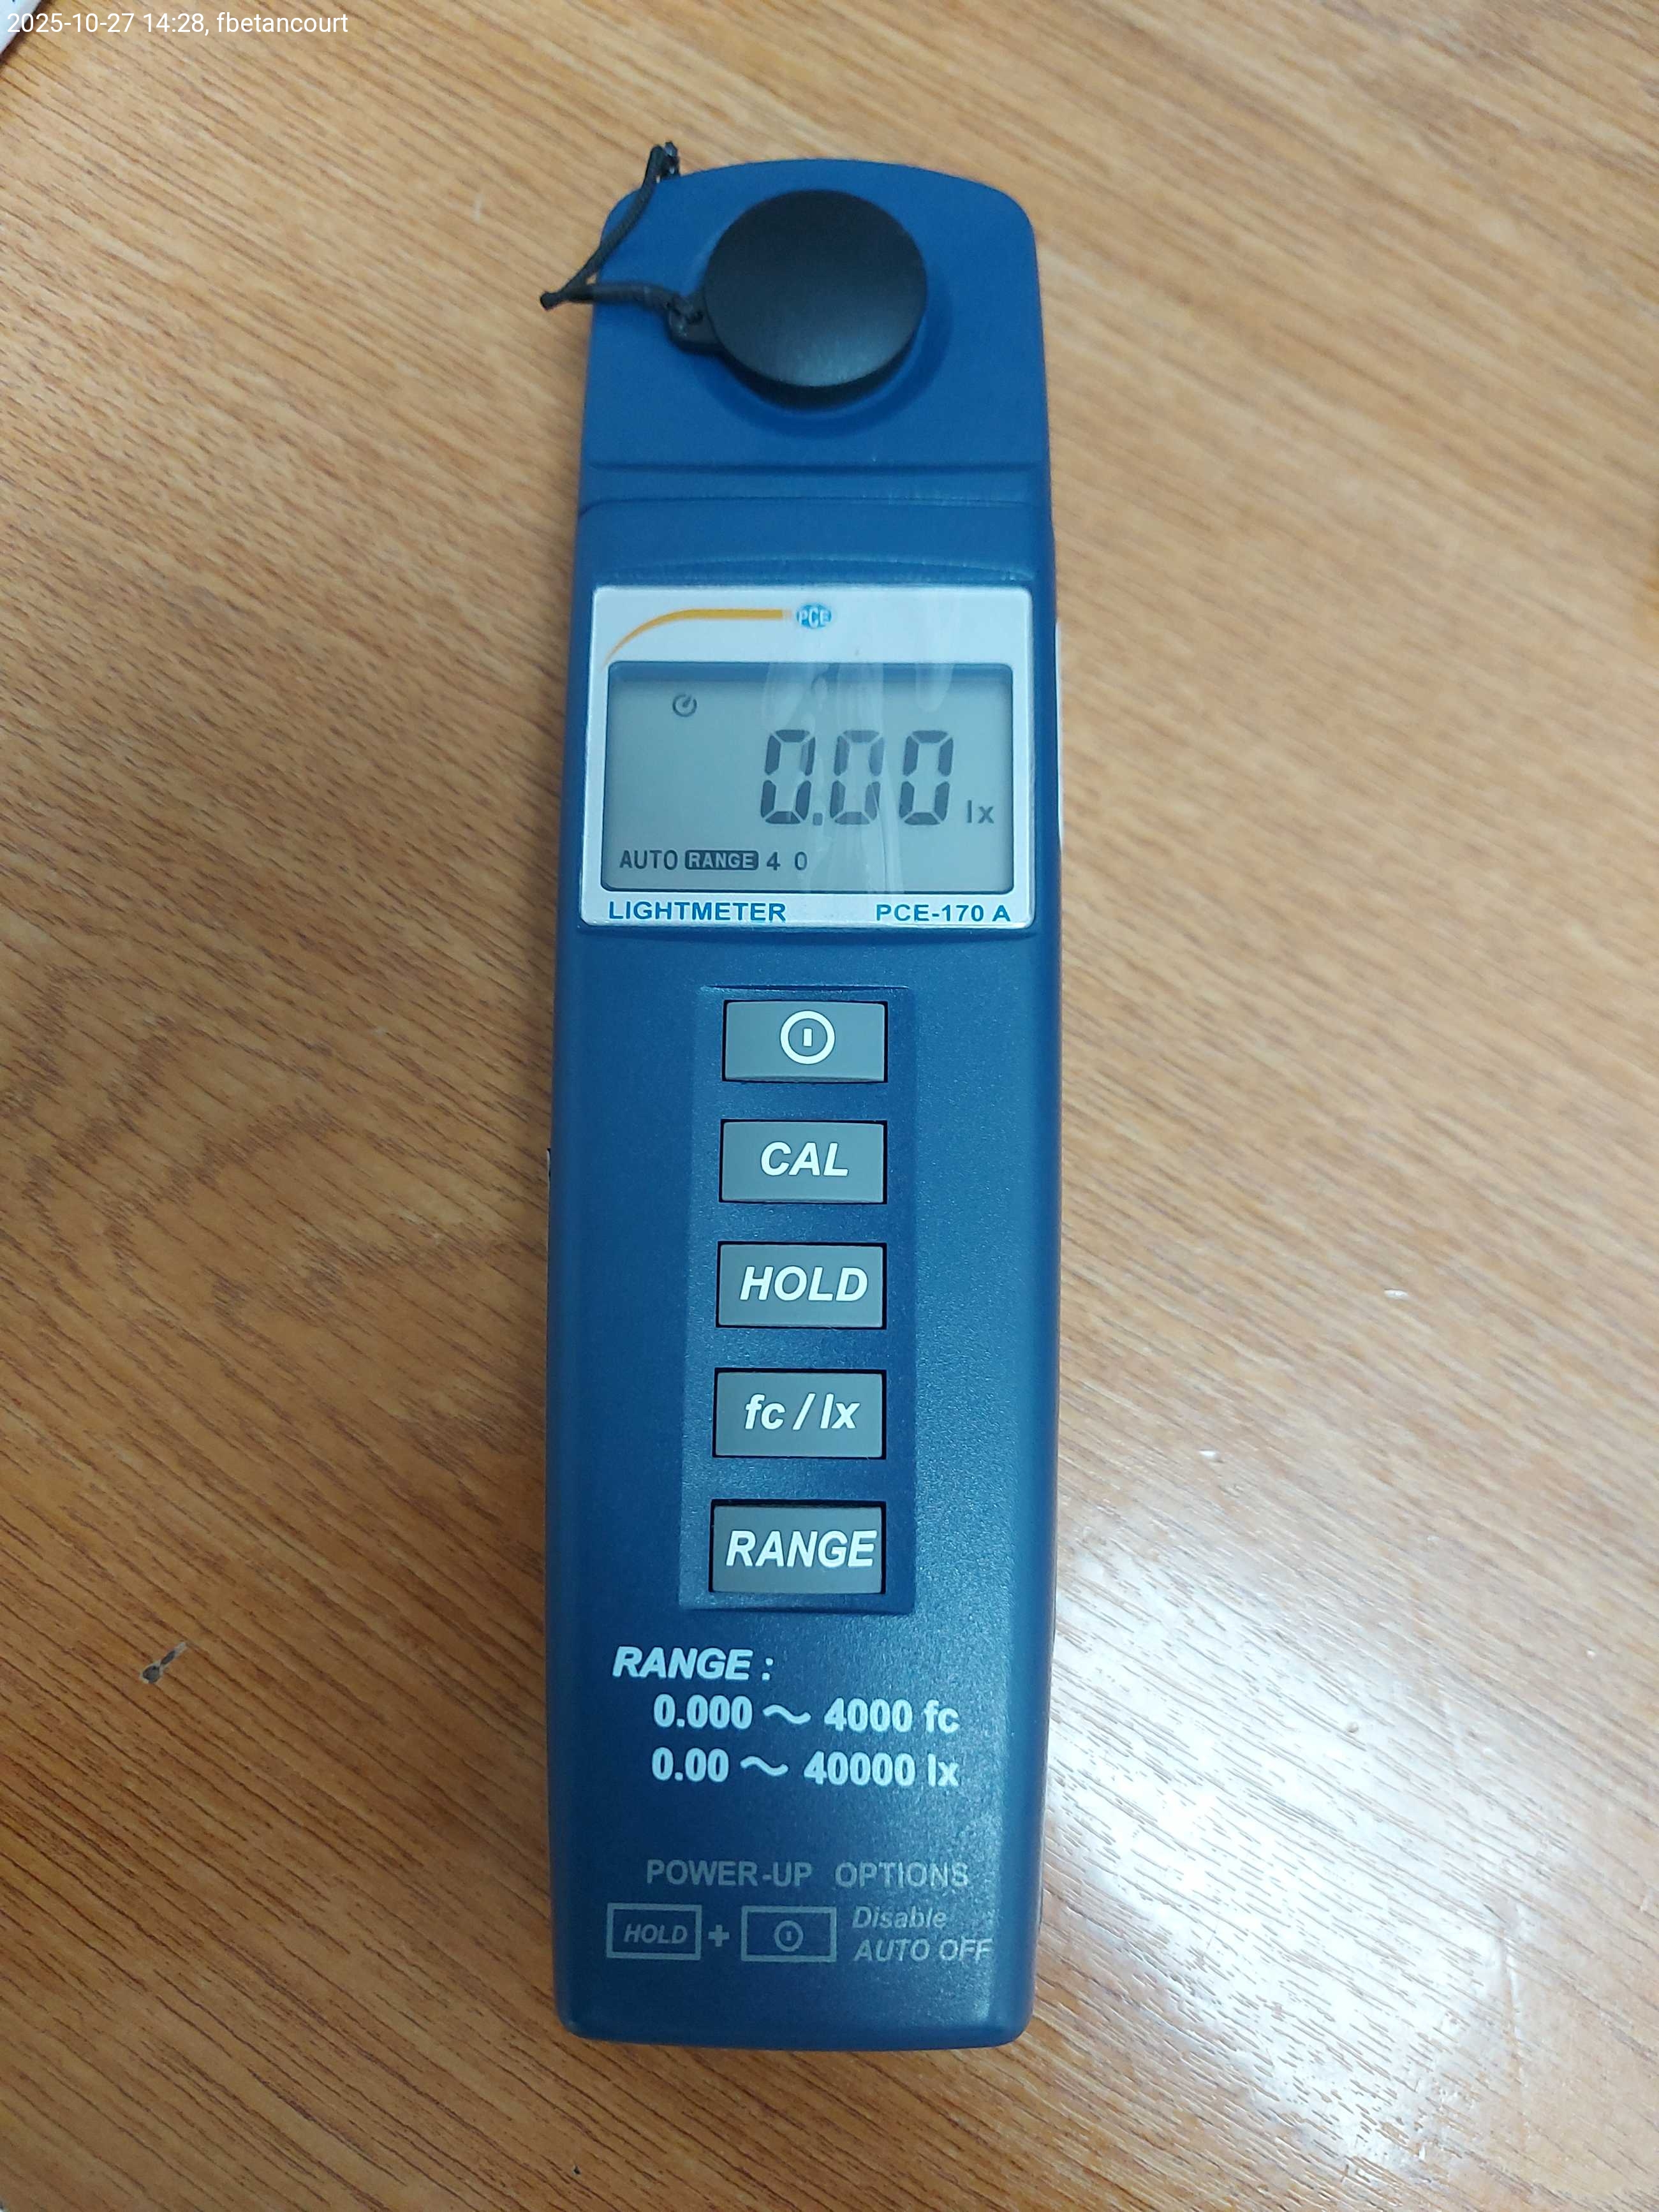 2025-10-27 14:28, fbetancourt
PCE
0.00 lx
AUTO RANGE 4 0
LIGHTMETER PCE-170 A
CAL
HOLD
fc / lx
RANGE
RANGE :
0.000 ~ 4000 fc
0.00 ~ 40000 lx
POWER-UP OPTIONS
HOLD + Disable
AUTO OFF